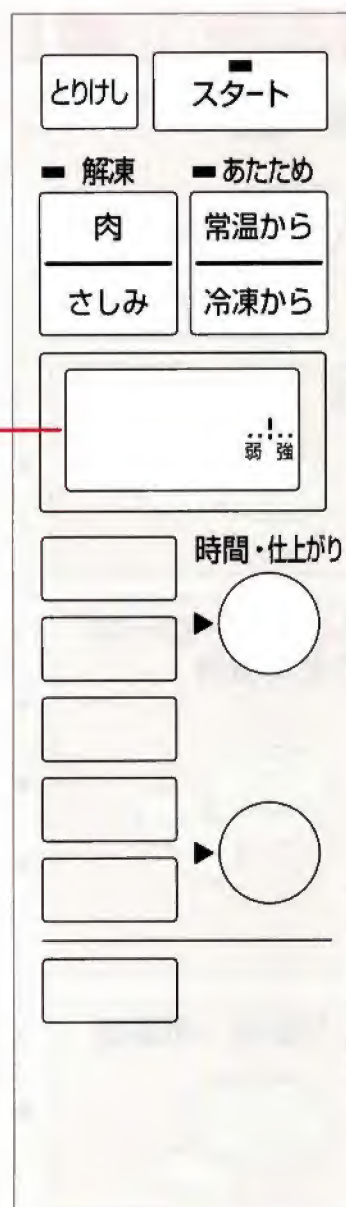 とりけし
スタート
解凍
あたため
肉
常温から
さしみ
冷凍から
弱 強
時間・仕上がり